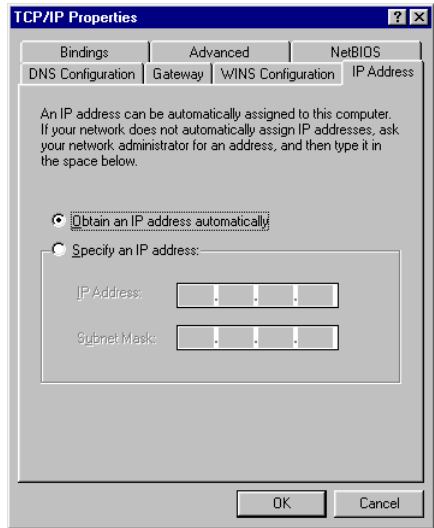 TCP/IP Properties
Bindings Advanced NetBIOS
DNS Configuration Gateway WINS Configuration IP Address
An IP address can be automatically assigned to this computer.
If your network does not automatically assign IP addresses, ask
your network administrator for an address, and then type it in
the space below.
Obtain an IP address automatically
Specify an IP address:
IP Address:
Subnet Mask:
OK Cancel